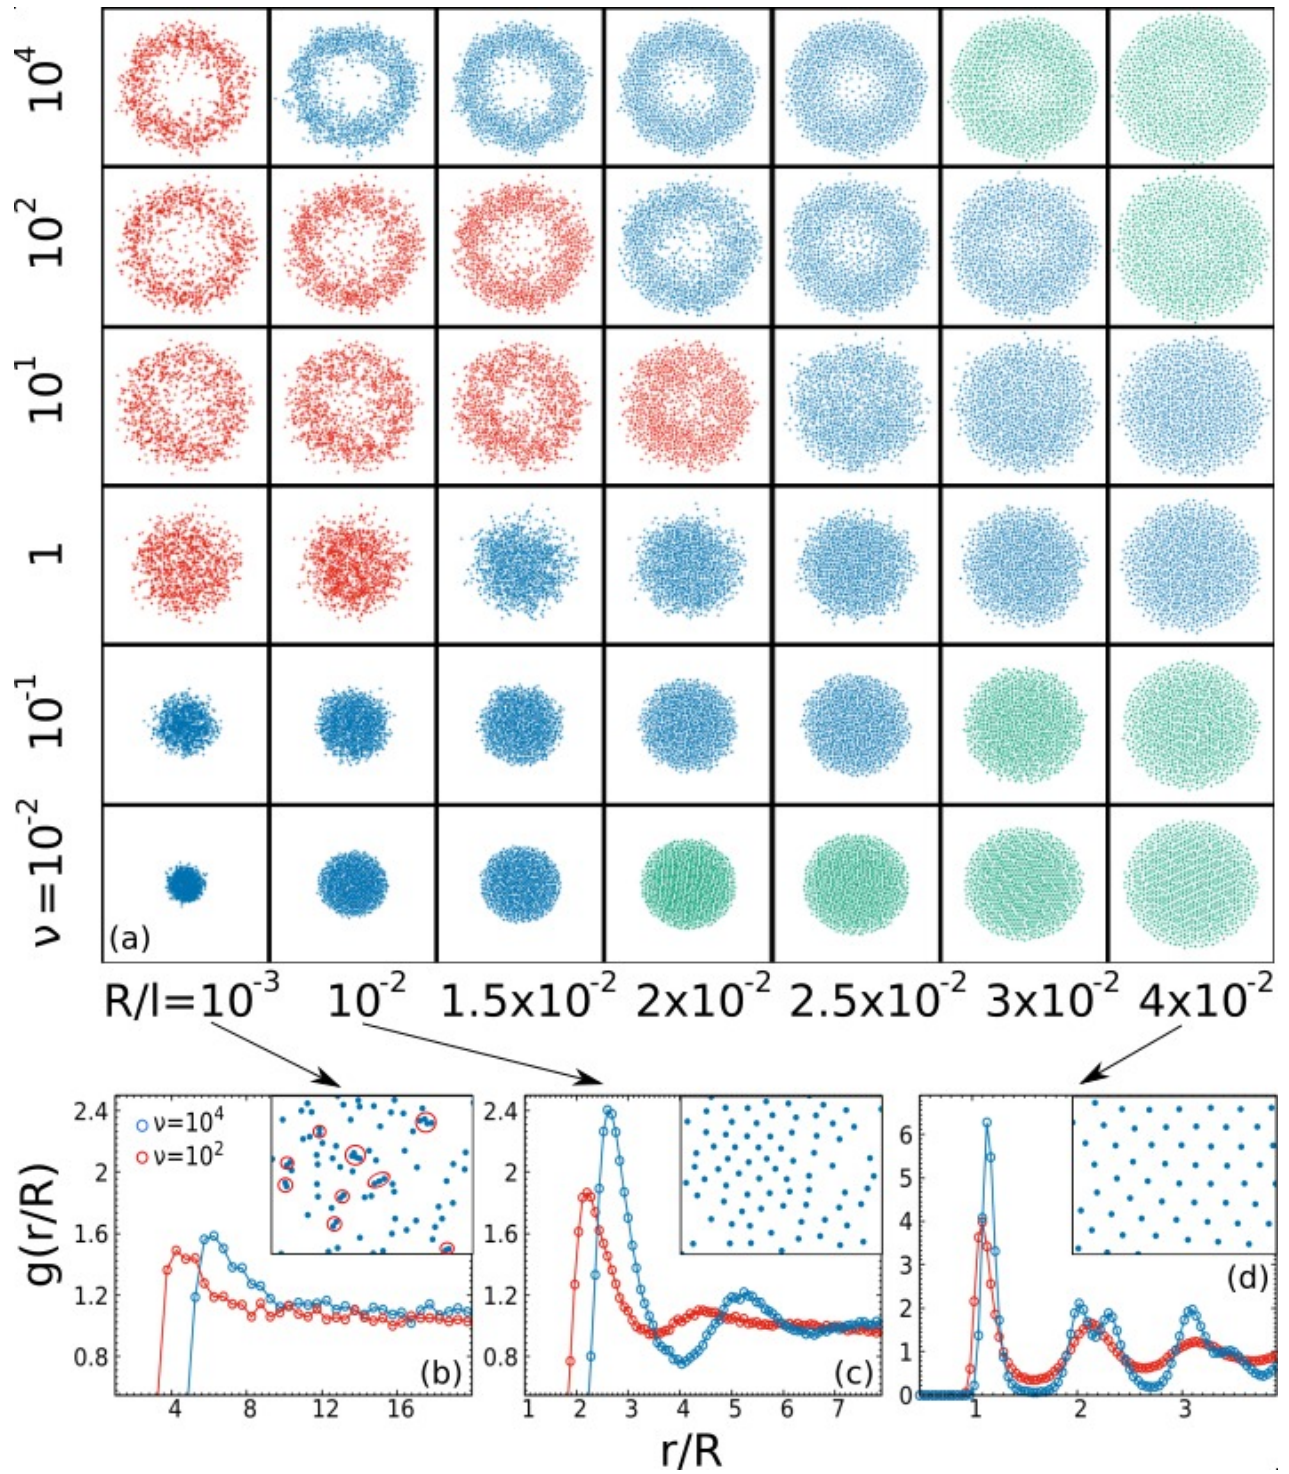 10^4
10^2
10^1
1
10^-1
ν=10^-2
(a)
R/l=10^-3 10^-2 1.5x10^-2 2x10^-2 2.5x10^-2 3x10^-2 4x10^-2
g(r/R)
2.4
2
1.6
1.2
0.8
ν=10^4
ν=10^2
(b)
4 8 12 16
2.4
2
1.6
1.2
0.8
(c)
1 2 3 4 5 6 7
6
5
4
3
2
1
0
(d)
1 2 3
r/R